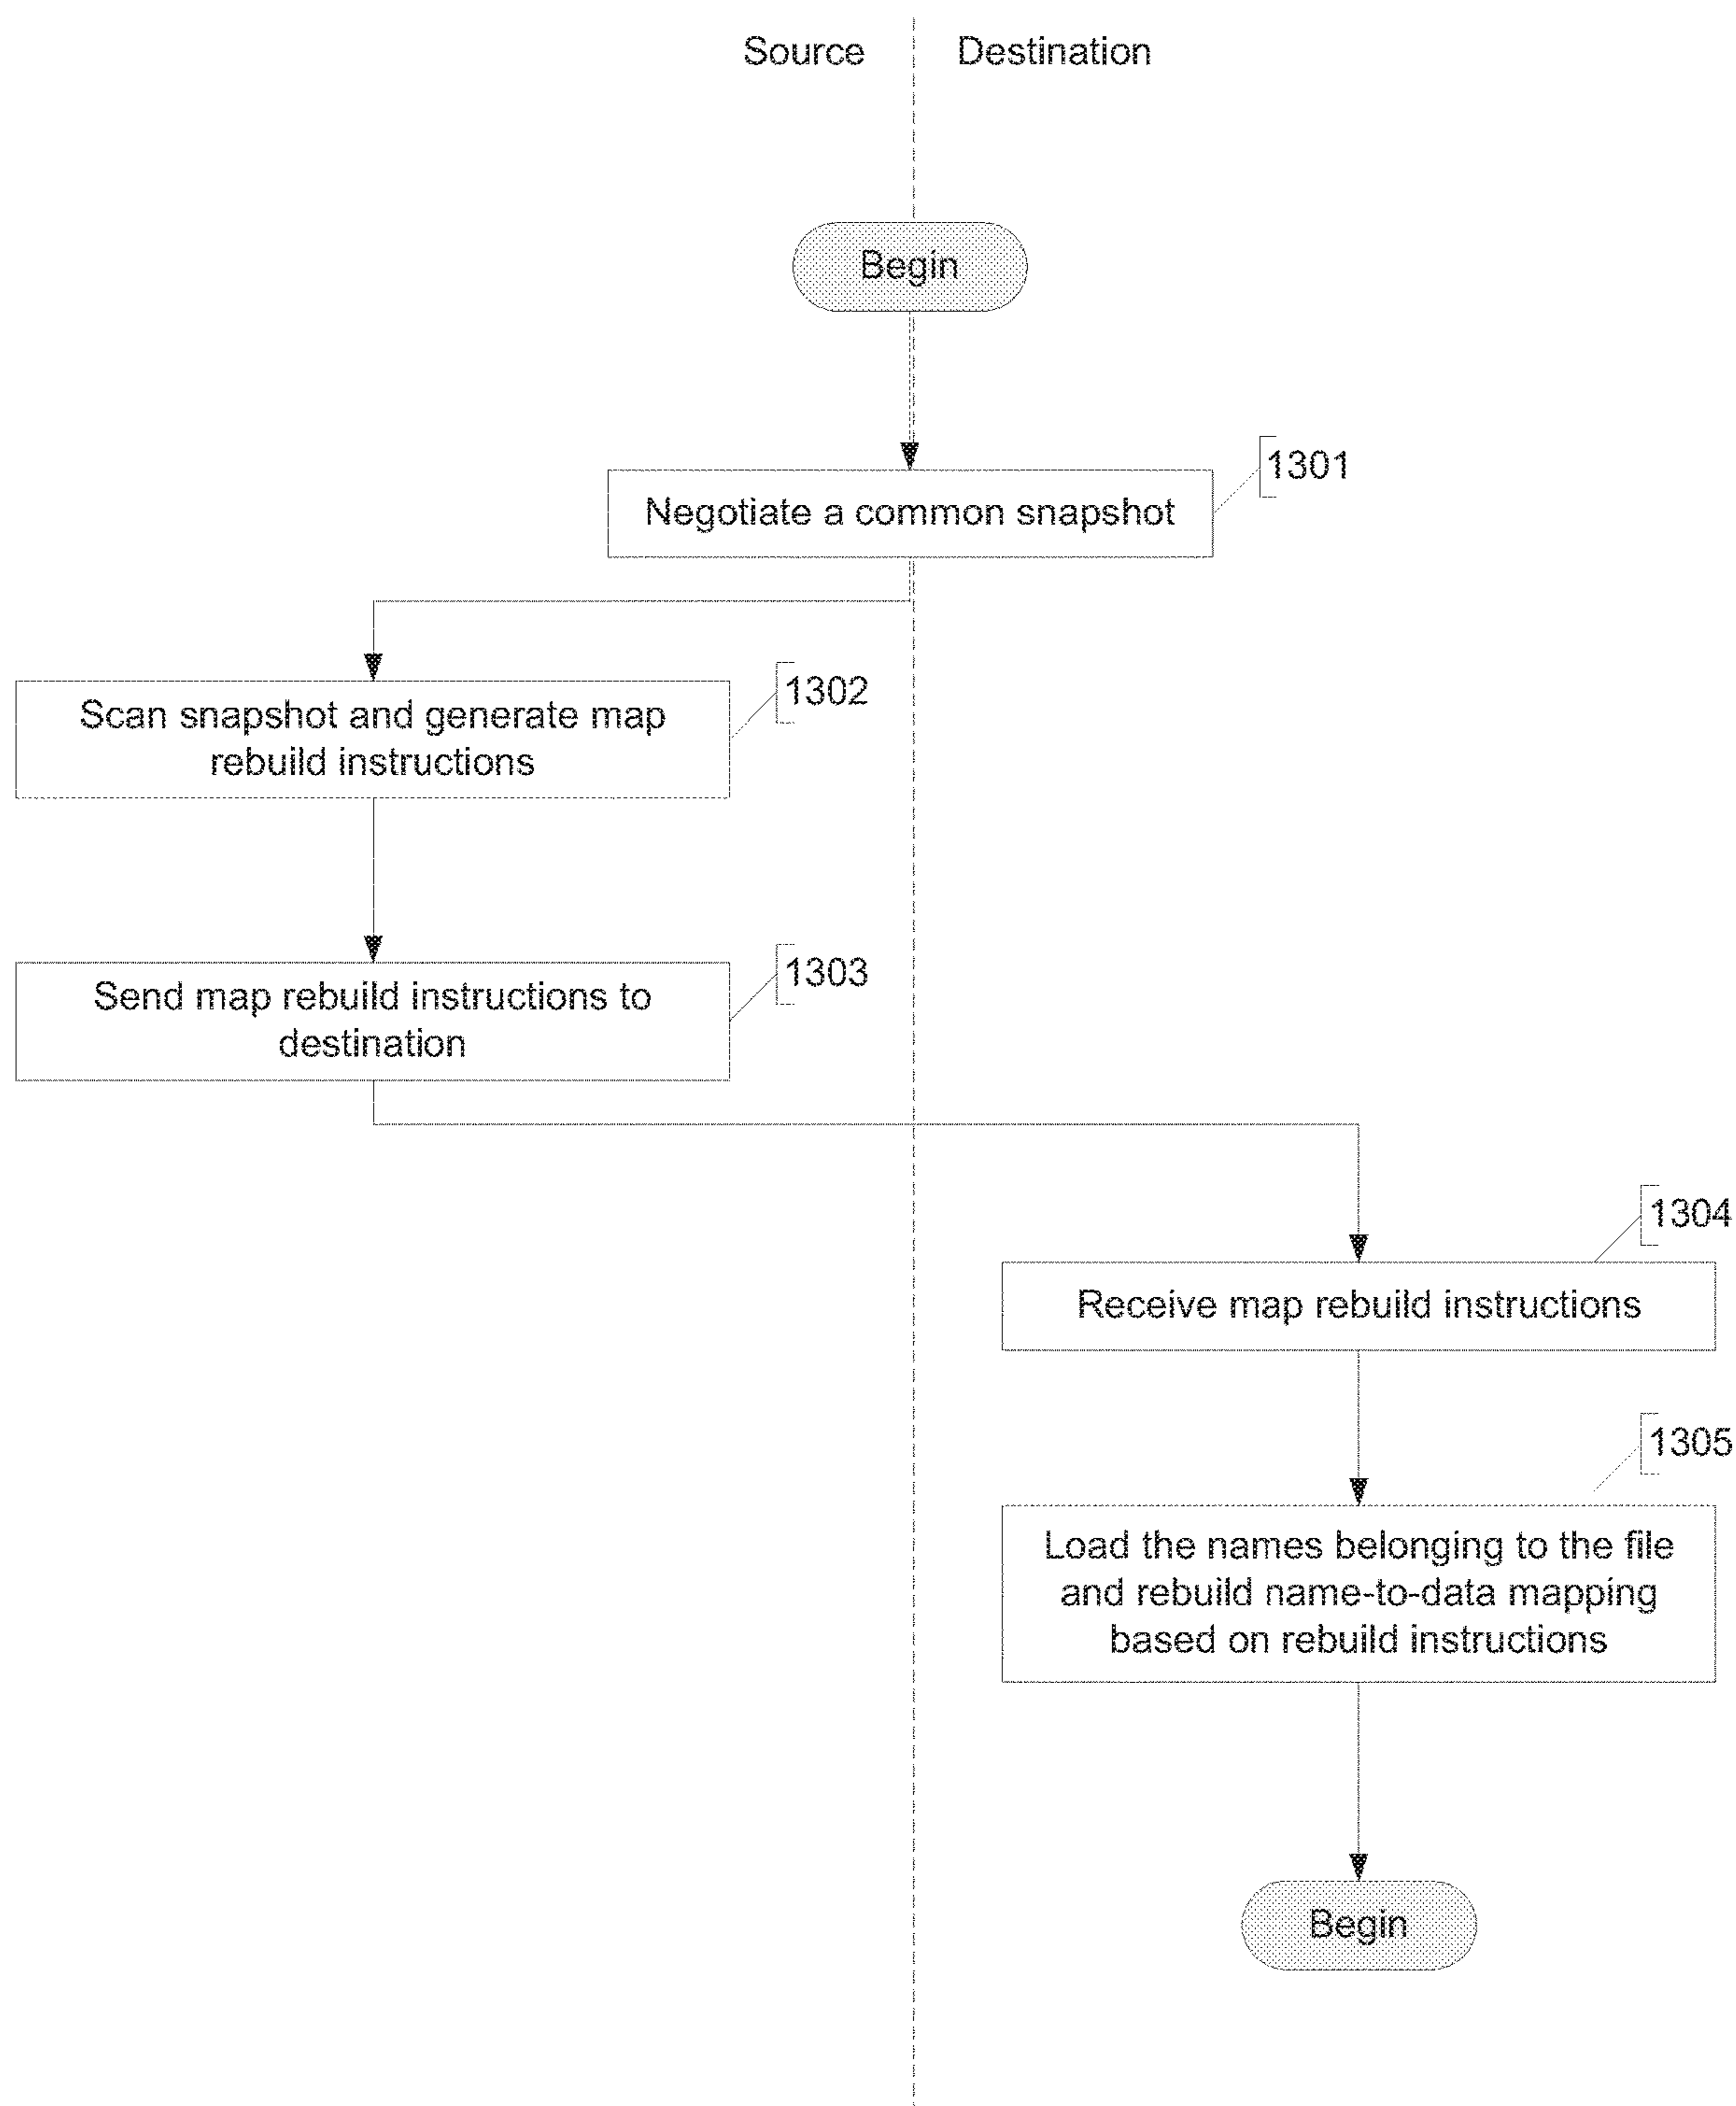 Source
Destination
Begin
1301
Negotiate a common snapshot
1302
Scan snapshot and generate map
rebuild instructions
1303
Send map rebuild instructions to
destination
1304
Receive map rebuild instructions
1305
Load the names belonging to the file
and rebuild name-to-data mapping
based on rebuild instructions
Begin